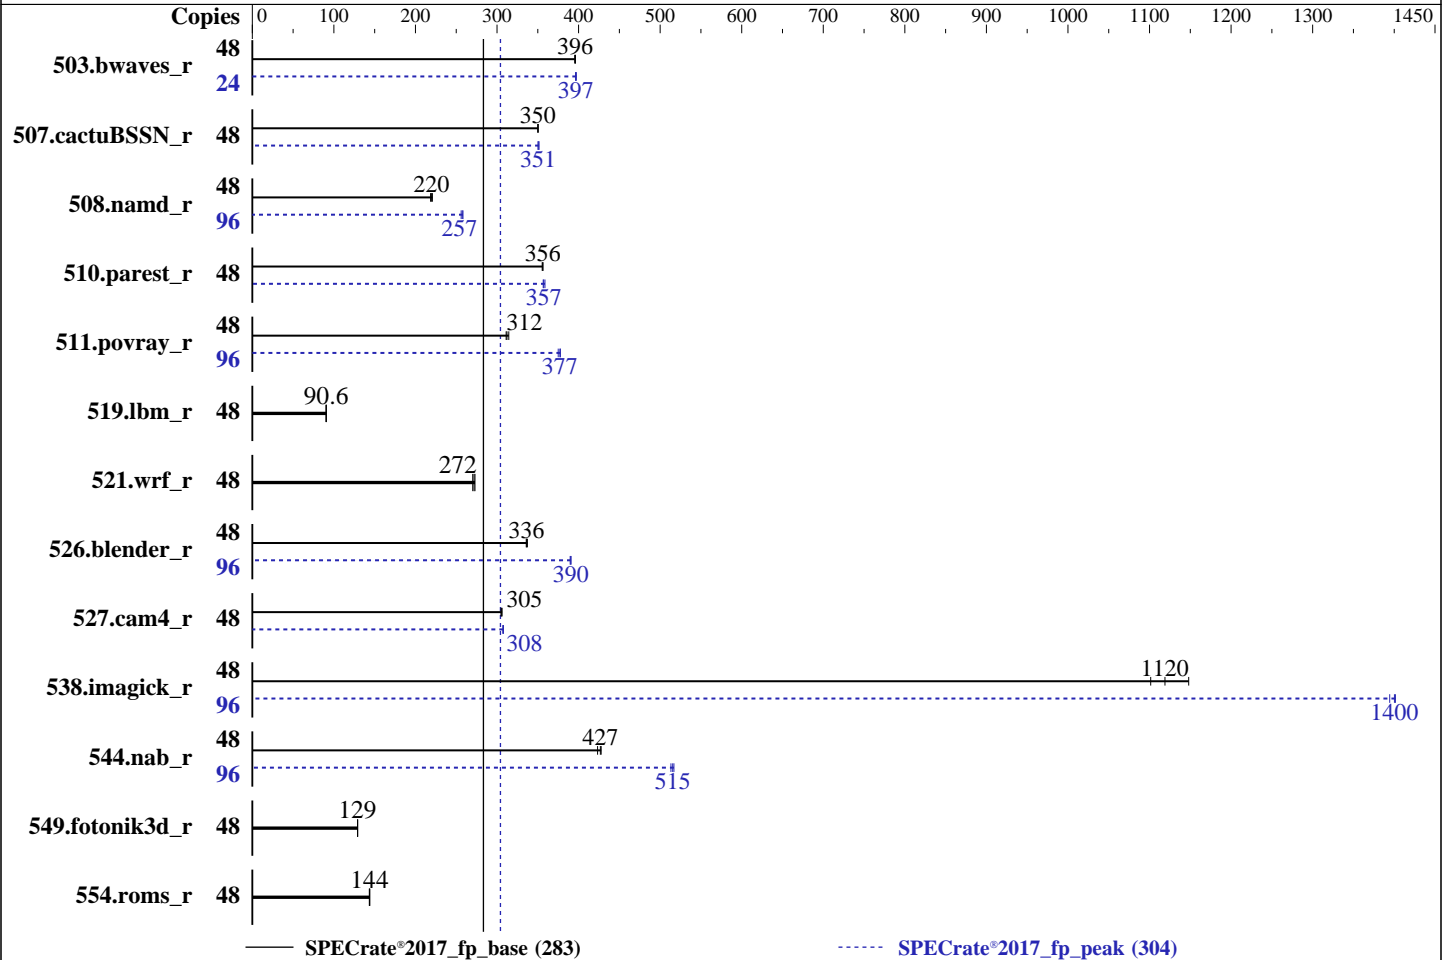 Copies 0 100 200 300 400 500 600 700 800 900 1000 1100 1200 1300 1450
503.bwaves_r 48 396
24 397
507.cactuBSSN_r 48 350
351
508.namd_r 48 220
96 257
510.parest_r 48 356
357
511.povray_r 48 312
96 377
519.lbm_r 48 90.6
521.wrf_r 48 272
526.blender_r 48 336
96 390
527.cam4_r 48 305
308
538.imagick_r 48 1120
96 1400
544.nab_r 48 427
96 515
549.fotonik3d_r 48 129
554.roms_r 48 144
SPECrate®2017_fp_base (283) SPECrate®2017_fp_peak (304)